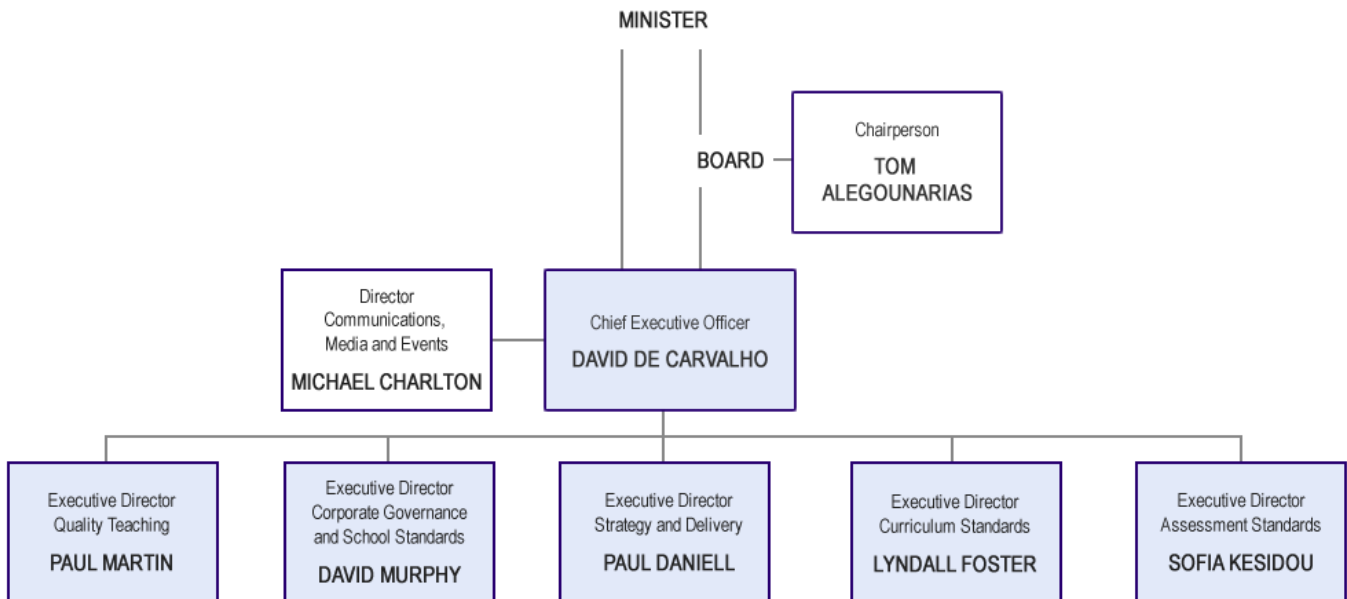 MINISTER
Chairperson
BOARD
TOM
ALEGOUNARIAS
Director
Communications,
Media and Events
MICHAEL CHARLTON
Chief Executive Officer
DAVID DE CARVALHO
Executive Director
Quality Teaching
PAUL MARTIN
Executive Director
Corporate Governance
and School Standards
DAVID MURPHY
Executive Director
Strategy and Delivery
PAUL DANIELL
Executive Director
Curriculum Standards
LYNDALL FOSTER
Executive Director
Assessment Standards
SOFIA KESIDOU